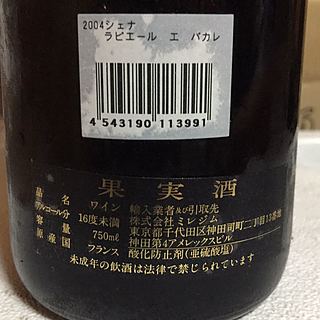 2004シェナ
ラピエール エ パカレ
4 543190 113991
果実酒
品名 ワイン 輸入業者及び引取先
アルコール分 16度未満 株式会社ミレジム
容量 750ml 東京都千代田区神田司町二丁目13番地
原産国 フランス 神田第4アメレックスビル
酸化防止剤(亜硫酸塩)
未成年の飲酒は法律で禁じられています